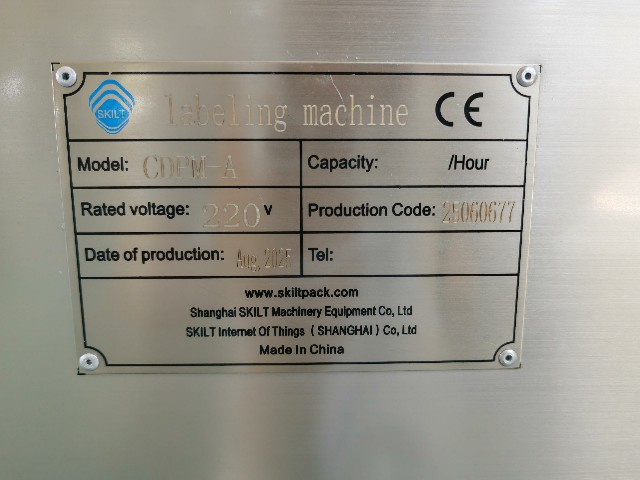 SKILT labeling machine CE
Model: CDFM-A Capacity: /Hour
Rated voltage: 220 V Production Code: 25060677
Date of production: Aug, 2025 Tel:
www.skiltpack.com
Shanghai SKILT Machinery Equipment Co, Ltd
SKILT Internet Of Things ( SHANGHAI ) Co, Ltd
Made In China